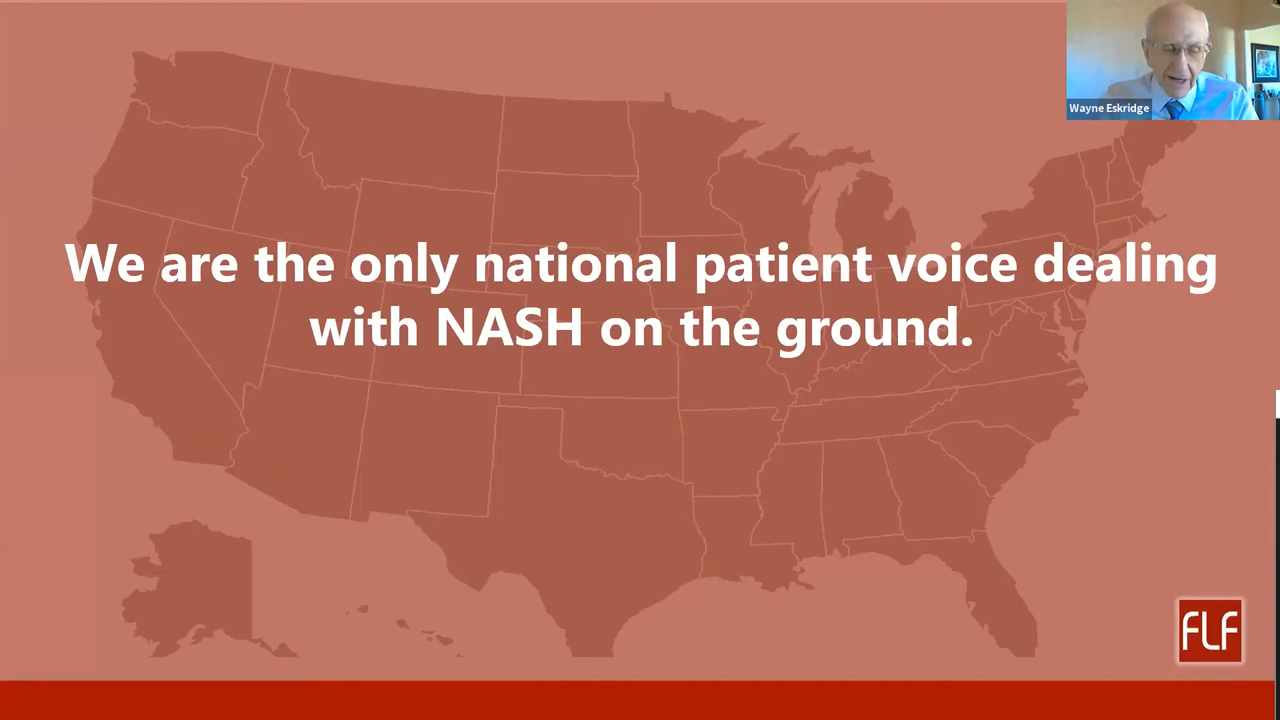 Wayne Eskridge
We are the only national patient voice dealing
with NASH on the ground.
FLF